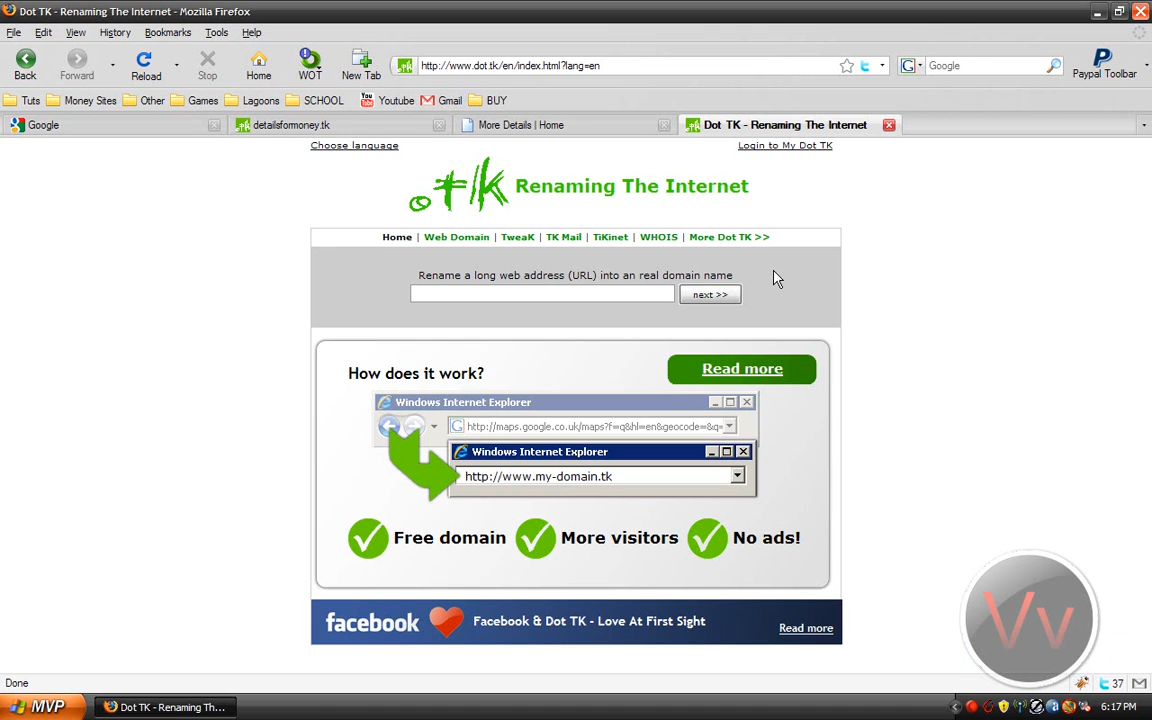 Dot TK - Renaming The Internet - Mozilla Firefox
File Edit View History Bookmarks Tools Help
Back Forward Reload Stop Home WOT New Tab http://www.dot.tk/en/index.html?lang=en Google Paypal Toolbar
Tuts Money Sites Other Games Lagoons SCHOOL You Tube Youtube Gmail BUY
Google detailsformoney.tk More Details | Home Dot TK - Renaming The Internet
Choose language Login to My Dot TK
.tk Renaming The Internet
Home | Web Domain | TweaK | TK Mail | TiKinet | WHOIS | More Dot TK >>
Rename a long web address (URL) into an real domain name
next >>
How does it work? Read more
Windows Internet Explorer
http://maps.google.co.uk/maps?f=q&hl=en&geocode=&q=
Windows Internet Explorer
http://www.my-domain.tk
Free domain More visitors No ads!
facebook Facebook & Dot TK - Love At First Sight Read more
Vv
Done 37
MVP Dot TK - Renaming Th... 6:17 PM